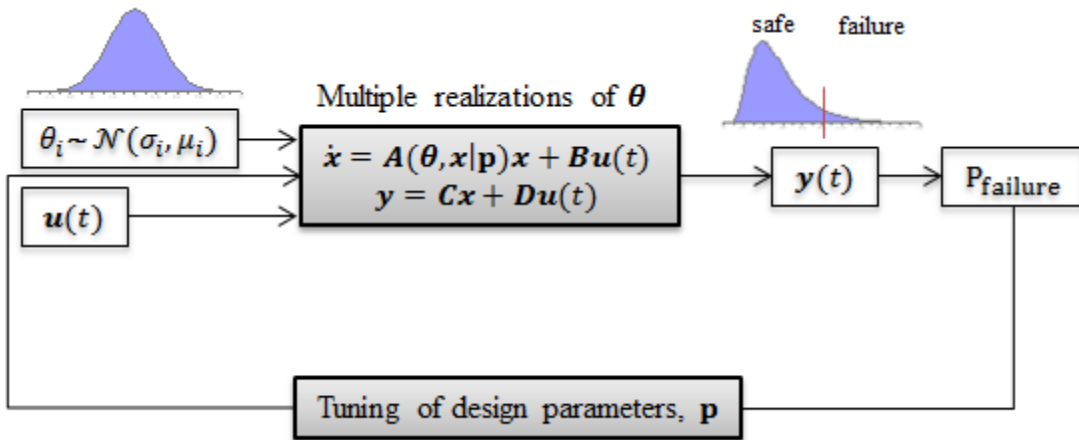 safe failure
Multiple realizations of θ
θᵢ ~ 𝒩(σᵢ, μᵢ)
ẋ = A(θ, x|p)x + Bu(t)
y = Cx + Du(t)
y(t)
P_failure
u(t)
Tuning of design parameters, p